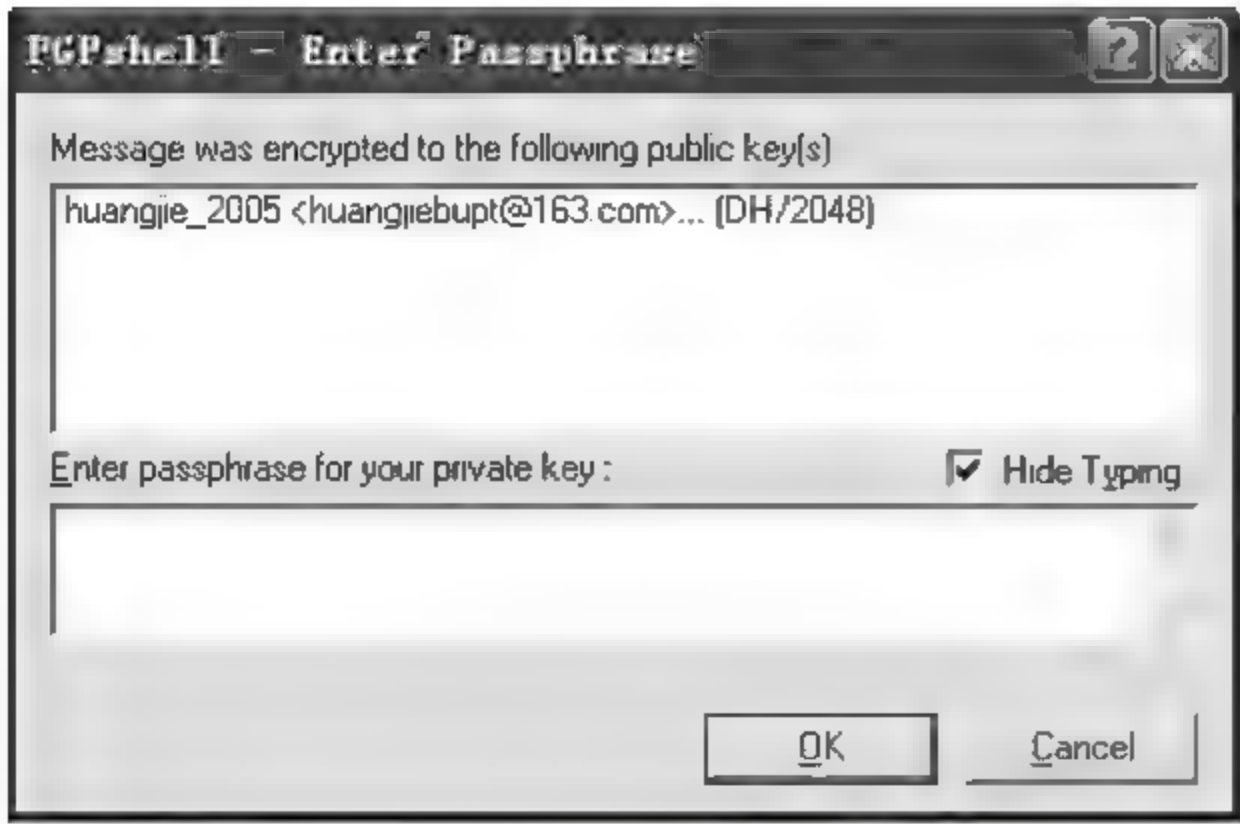 PGPshell - Enter Passphrase
Message was encrypted to the following public key(s)
huangjie_2005 <huangjiebupt@163.com>... (DH/2048)
Enter passphrase for your private key :
Hide Typing
OK
Cancel